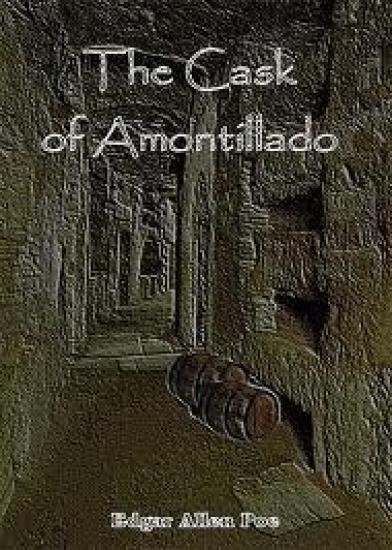 The Cask
of Amontillado
Edgar Allen Poe